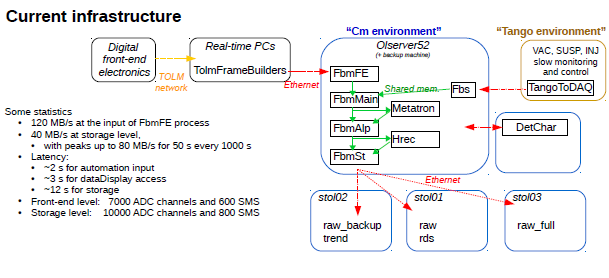 Current infrastructure
"Cm environment"
"Tango environment"
Digital
front-end
electronics
TOLM
network
Real-time PCs
TolmFrameBuilders
Ethernet
Olserver52
(+ backup machine)
FbmFE
FbmMain
FbmAlp
FbmSt
Shared mem.
Metatron
Hrec
Fbs
VAC, SUSP, INJ
slow monitoring
and control
TangoToDAQ
DetChar
Some statistics
• 120 MB/s at the input of FbmFE process
• 40 MB/s at storage level,
• with peaks up to 80 MB/s for 50 s every 1000 s
• Latency:
• ~2 s for automation input
• ~3 s for dataDisplay access
• ~12 s for storage
• Front-end level: 7000 ADC channels and 600 SMS
• Storage level: 10000 ADC channels and 800 SMS
Ethernet
stol02
raw_backup
trend
stol01
raw
rds
stol03
raw_full